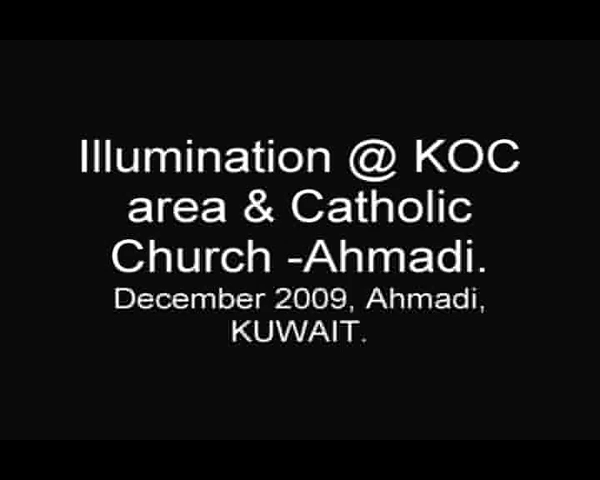 Illumination @ KOC
area & Catholic
Church -Ahmadi.
December 2009, Ahmadi,
KUWAIT.